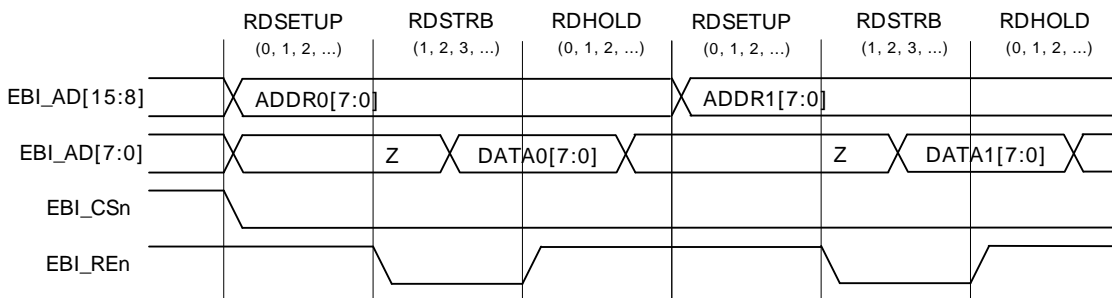 RDSETUP RDSTRB RDHOLD RDSETUP RDSTRB RDHOLD
(0, 1, 2, ...) (1, 2, 3, ...) (0, 1, 2, ...) (0, 1, 2, ...) (1, 2, 3, ...) (0, 1, 2, ...)
EBI_AD[15:8] ADDR0[7:0] ADDR1[7:0]
EBI_AD[7:0] Z DATA0[7:0] Z DATA1[7:0]
EBI_CSn
EBI_REn